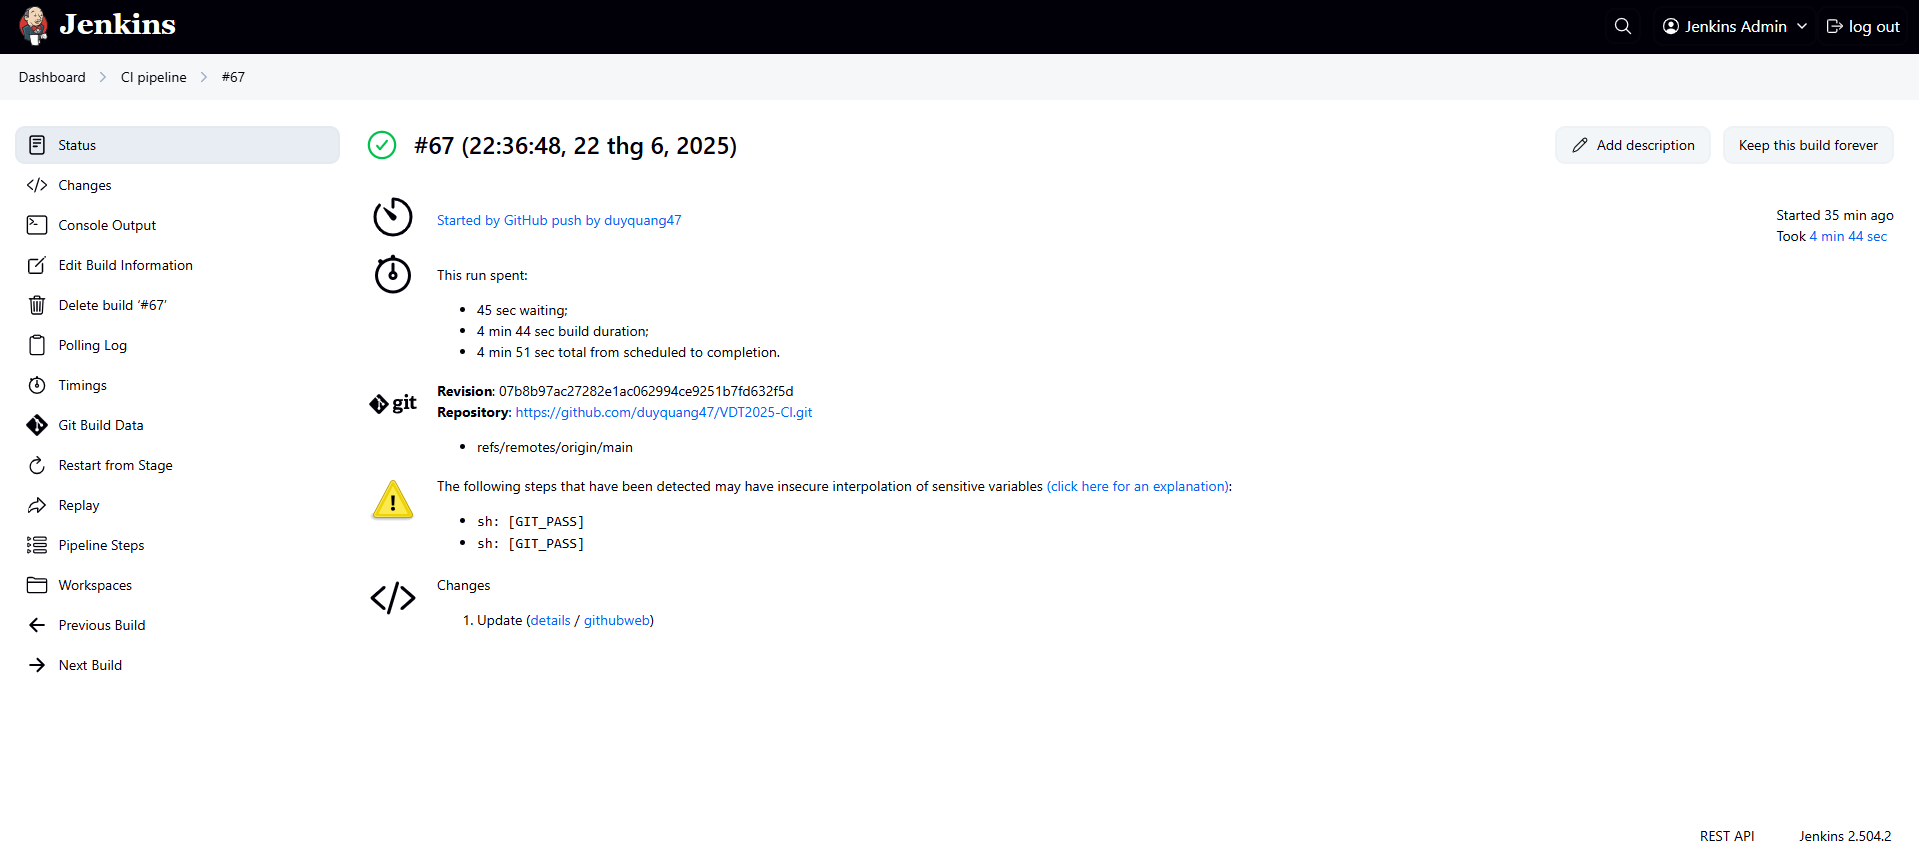 Jenkins
Jenkins Admin
log out
Dashboard > CI pipeline > #67
Status
Changes
Console Output
Edit Build Information
Delete build ‘#67’
Polling Log
Timings
Git Build Data
Restart from Stage
Replay
Pipeline Steps
Workspaces
Previous Build
Next Build
#67 (22:36:48, 22 thg 6, 2025)
Add description
Keep this build forever
Started by GitHub push by duyquang47
Started 35 min ago
Took 4 min 44 sec
This run spent:
• 45 sec waiting;
• 4 min 44 sec build duration;
• 4 min 51 sec total from scheduled to completion.
git
Revision: 07b8b97ac27282e1ac062994ce9251b7fd632f5d
Repository: https://github.com/duyquang47/VDT2025-CI.git
• refs/remotes/origin/main
The following steps that have been detected may have insecure interpolation of sensitive variables (click here for an explanation):
• sh: [GIT_PASS]
• sh: [GIT_PASS]
Changes
1. Update (details / githubweb)
REST API
Jenkins 2.504.2